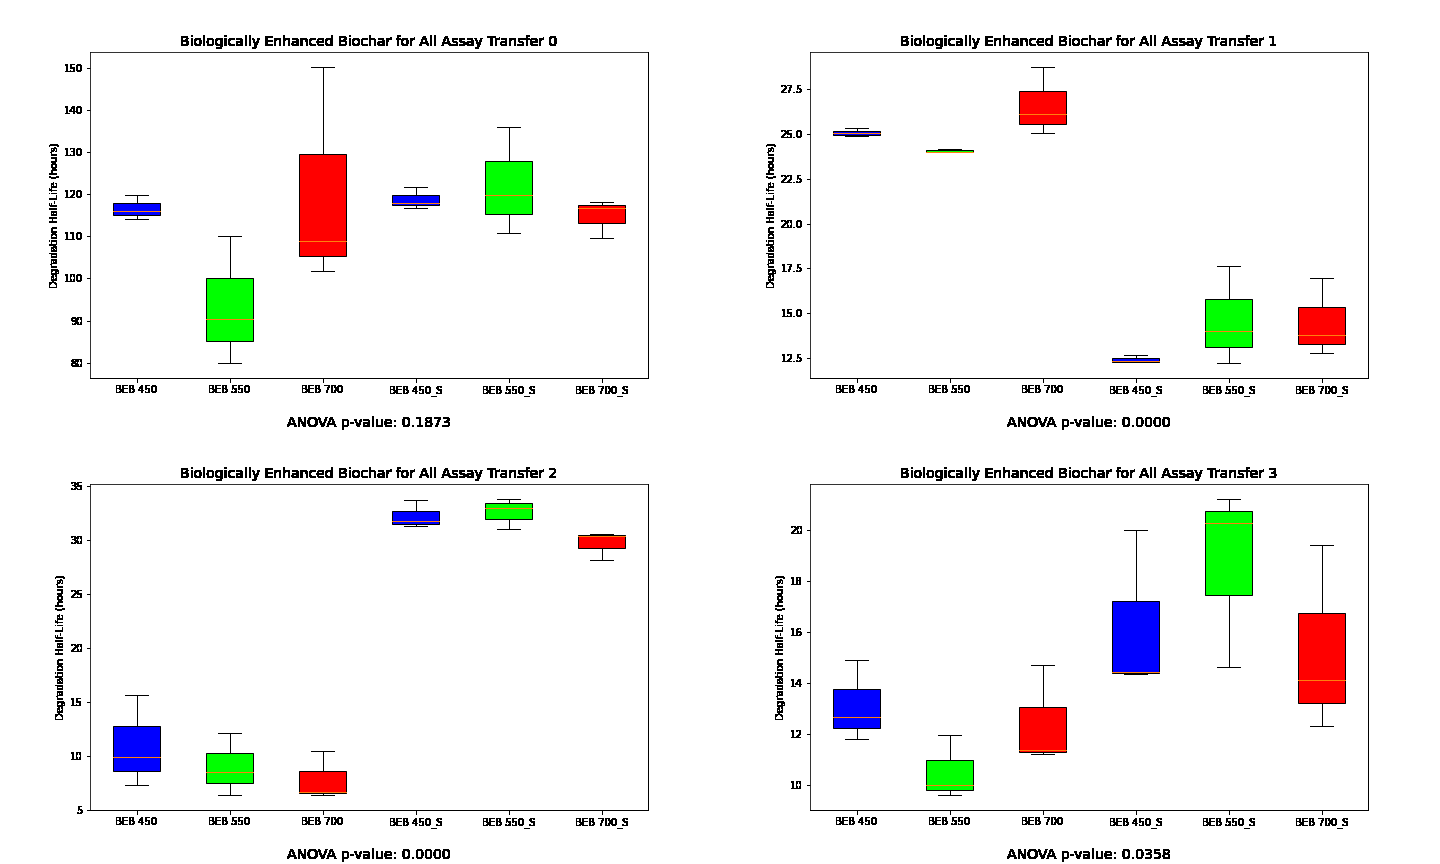 Biologically Enhanced Biochar for All Assay Transfer 0
150
140
130
120
110
100
90
80
Degradation Half-Life (hours)
BEB 450 BEB 550 BEB 700 BEB 450_S BEB 550_S BEB 700_S
ANOVA p-value: 0.1873
Biologically Enhanced Biochar for All Assay Transfer 1
27.5
25.0
22.5
20.0
17.5
15.0
12.5
Degradation Half-Life (hours)
BEB 450 BEB 550 BEB 700 BEB 450_S BEB 550_S BEB 700_S
ANOVA p-value: 0.0000
Biologically Enhanced Biochar for All Assay Transfer 2
35
30
25
20
15
10
5
Degradation Half-Life (hours)
BEB 450 BEB 550 BEB 700 BEB 450_S BEB 550_S BEB 700_S
ANOVA p-value: 0.0000
Biologically Enhanced Biochar for All Assay Transfer 3
20
18
16
14
12
10
Degradation Half-Life (hours)
BEB 450 BEB 550 BEB 700 BEB 450_S BEB 550_S BEB 700_S
ANOVA p-value: 0.0358